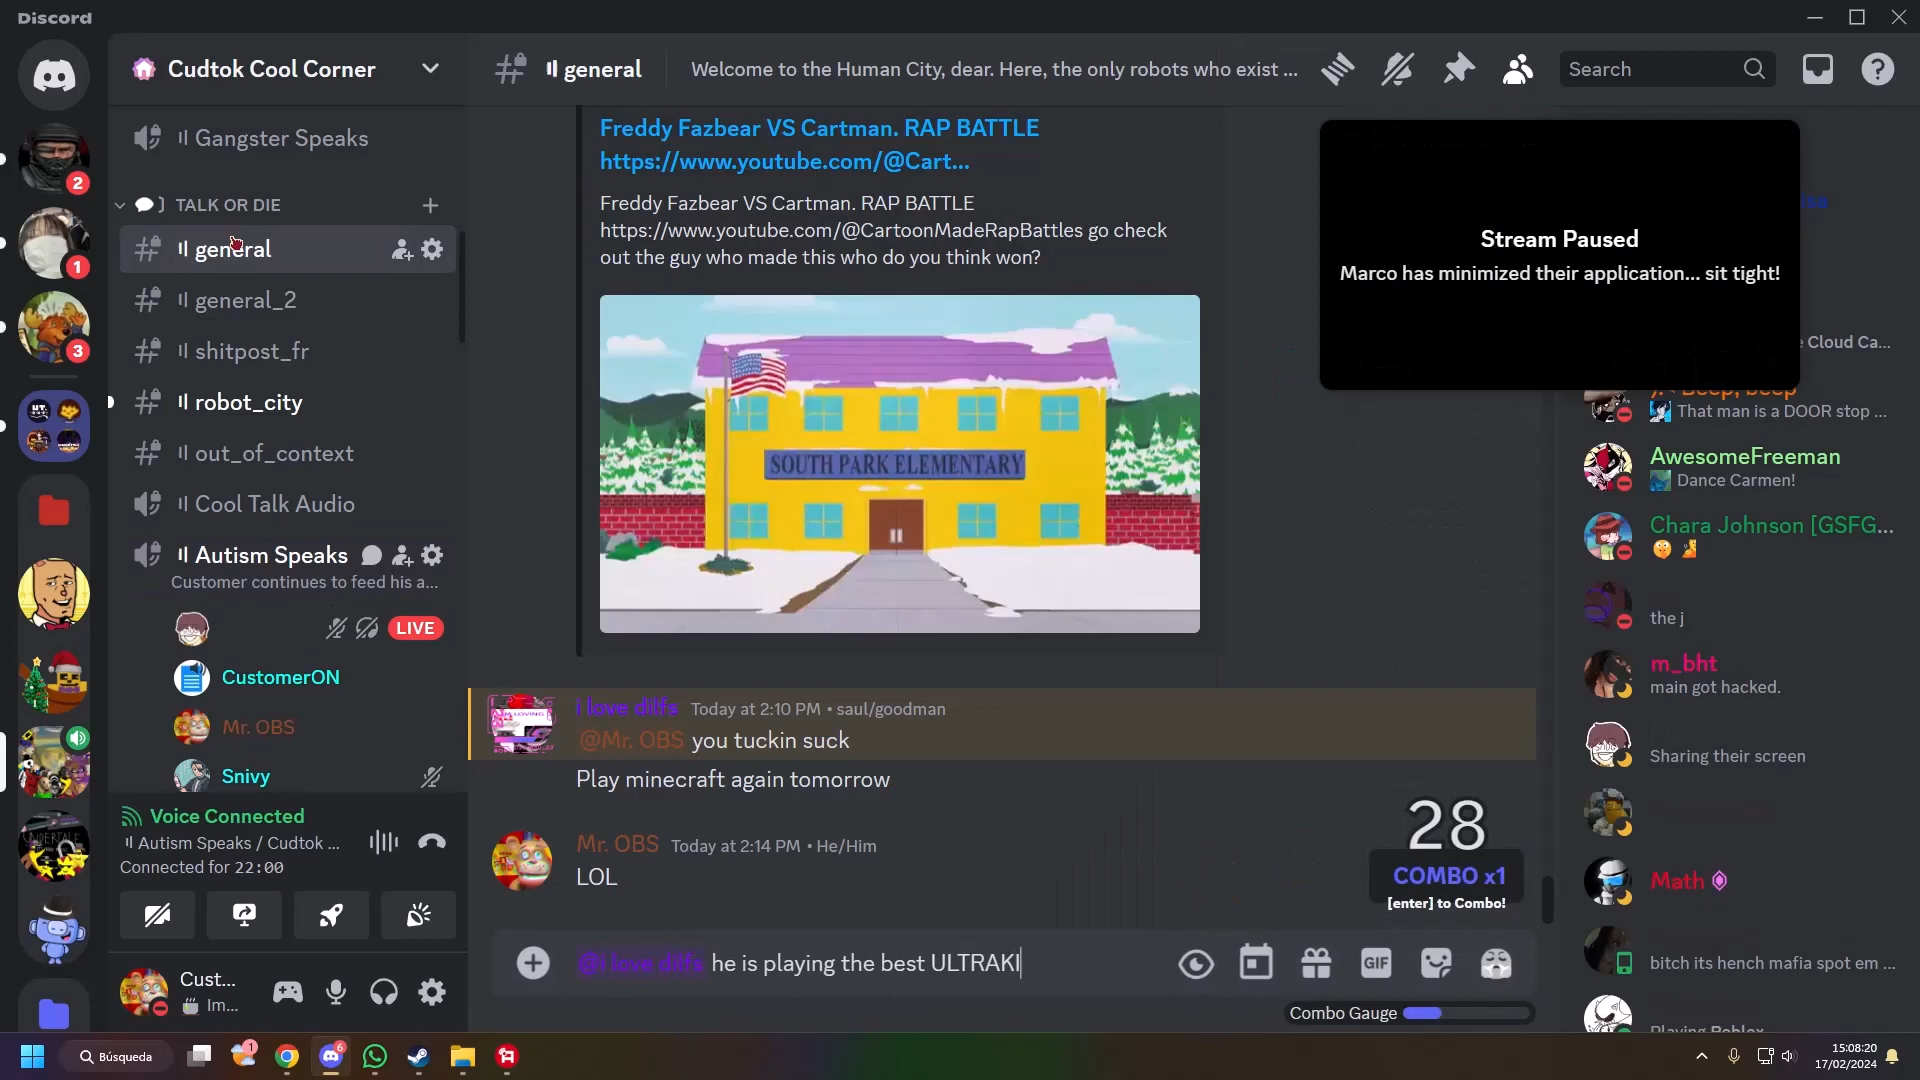 Discord
Cudtok Cool Corner
general
Welcome to the Human City, dear. Here, the only robots who exist ...
Search
2
1
3
Gangster Speaks
TALK OR DIE
general
general_2
shitpost_fr
robot_city
out_of_context
Cool Talk Audio
Autism Speaks
Customer continues to feed his a...
LIVE
CustomerON
Mr. OBS
Snivy
Voice Connected
Autism Speaks / Cudtok ...
Connected for 22:00
Cust...
Im...
Freddy Fazbear VS Cartman. RAP BATTLE
https://www.youtube.com/@Cart...
Freddy Fazbear VS Cartman. RAP BATTLE
https://www.youtube.com/@CartoonMadeRapBattles go check
out the guy who made this who do you think won?
SOUTH PARK ELEMENTARY
i love dilfs Today at 2:10 PM • saul/goodman
@Mr. OBS you tuckin suck
Play minecraft again tomorrow
Mr. OBS Today at 2:14 PM • He/Him
LOL
28
COMBO x1
[enter] to Combo!
@i love dilfs he is playing the best ULTRAKI
GIF
Combo Gauge
Stream Paused
Marco has minimized their application... sit tight!
Cloud Ca...
Beep, beep
That man is a DOOR stop ...
AwesomeFreeman
Dance Carmen!
Chara Johnson [GSFG...
the j
m_bht
main got hacked.
Sharing their screen
Math
bitch its hench mafia spot em ...
Playing Roblox
Búsqueda
1
6
15:08:20
17/02/2024